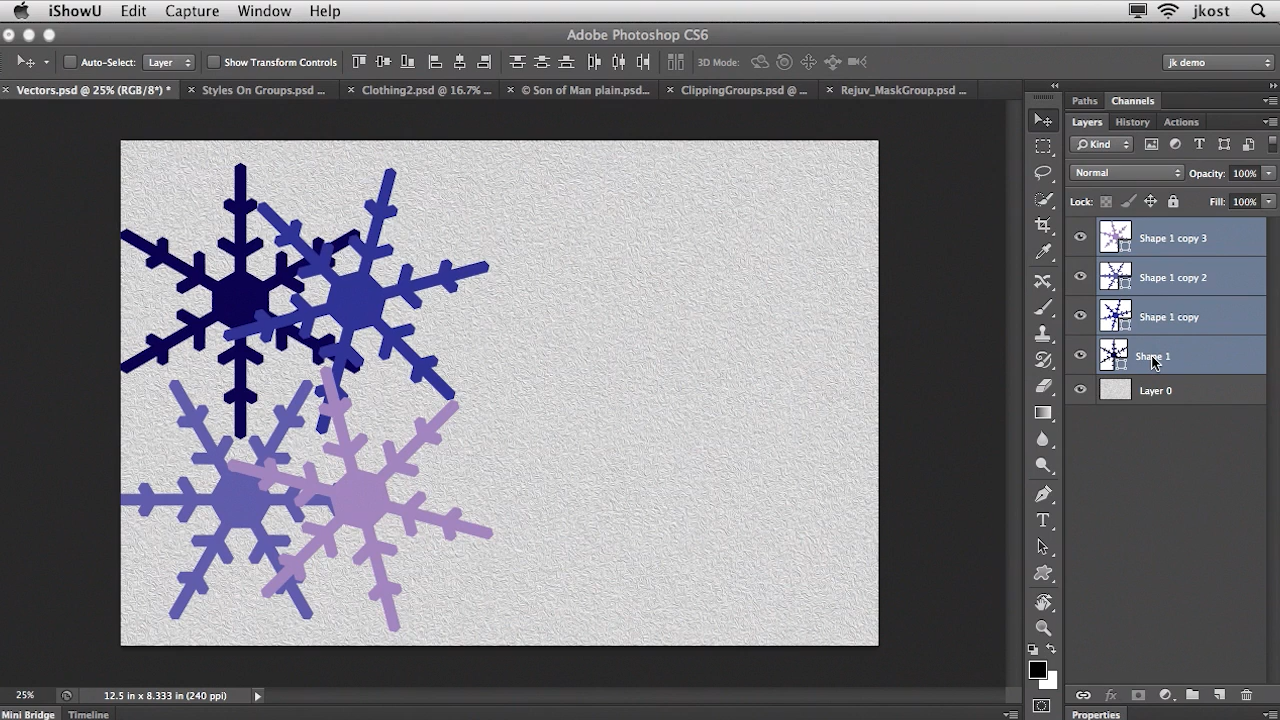 iShowU Edit Capture Window Help jkost
Adobe Photoshop CS6
Auto-Select: Layer Show Transform Controls 3D Mode: jk demo
Vectors.psd @ 25% (RGB/8*) * × Styles On Groups.psd ... × Clothing2.psd @ 16.7% ... × © Son of Man plain.psd... × ClippingGroups.psd @ ... × Rejuv_MaskGroup.psd ...
Paths Channels
Layers History Actions
Kind
Normal Opacity: 100%
Lock: Fill: 100%
Shape 1 copy 3
Shape 1 copy 2
Shape 1 copy
Shape 1
Layer 0
25% 12.5 in x 8.333 in (240 ppi)
Mini Bridge Timeline Properties